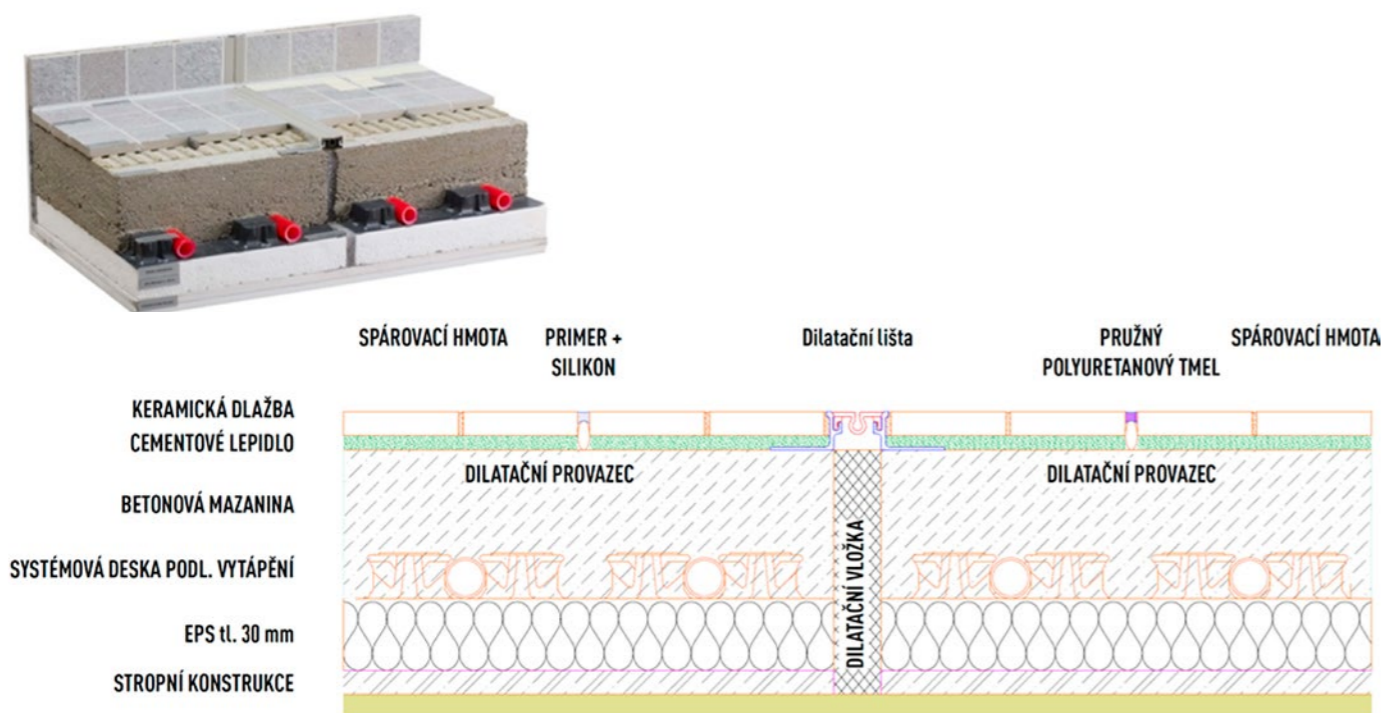 SPÁROVACÍ HMOTA
PRIMER +
SILIKON
Dilatační lišta
PRUŽNÝ
POLYURETANOVÝ TMEL
SPÁROVACÍ HMOTA
KERAMICKÁ DLAŽBA
CEMENTOVÉ LEPIDLO
DILATAČNÍ PROVAZEC
DILATAČNÍ PROVAZEC
BETONOVÁ MAZANINA
SYSTÉMOVÁ DESKA PODL. VYTÁPĚNÍ
DILATAČNÍ VLOŽKA
EPS tl. 30 mm
STROPNÍ KONSTRUKCE